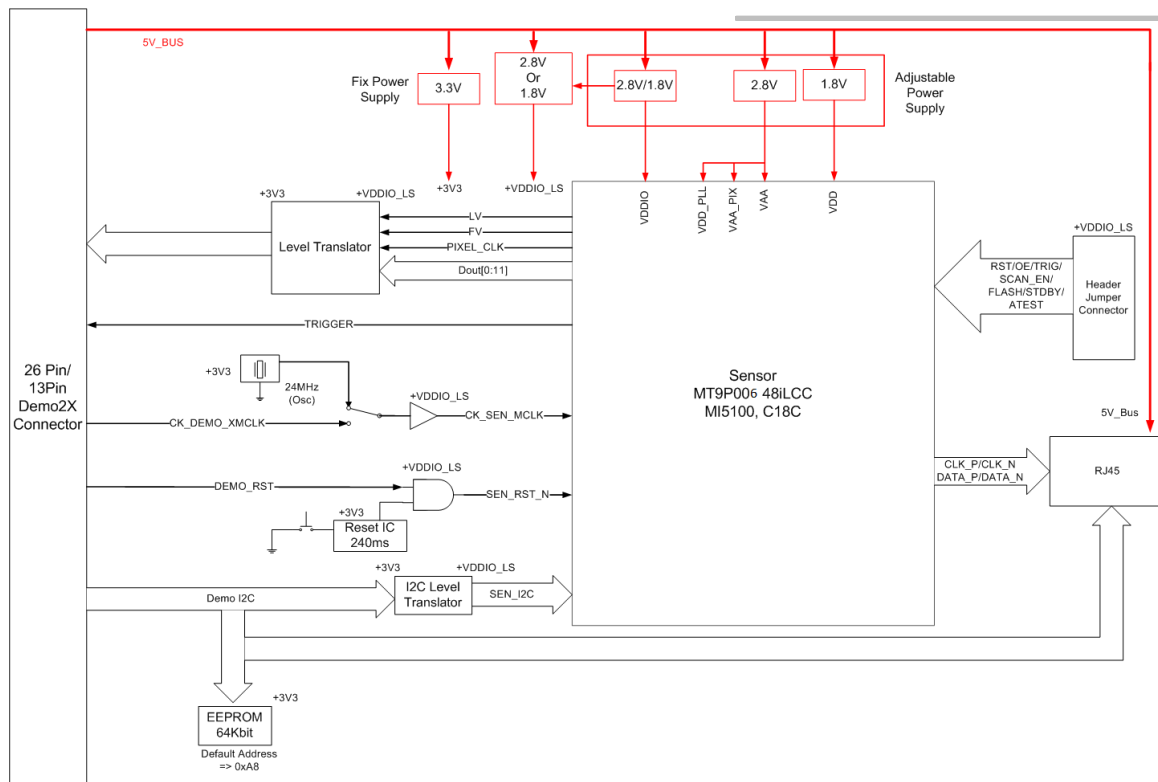 5V_BUS
Fix Power
Supply
3.3V
2.8V
Or
1.8V
2.8V/1.8V
2.8V
1.8V
Adjustable
Power
Supply
+3V3
+VDDIO_LS
VDDIO
VDD_PLL
VAA_PIX
VAA
VDD
+3V3
+VDDIO_LS
Level Translator
LV
FV
PIXEL_CLK
Dout[0:11]
TRIGGER
+VDDIO_LS
RST/OE/TRIG/
SCAN_EN/
FLASH/STDBY/
ATEST
Header
Jumper
Connector
26 Pin/
13Pin
Demo2X
Connector
+3V3
24MHz
(Osc)
+VDDIO_LS
CK_SEN_MCLK
CK_DEMO_XMCLK
Sensor
MT9P006 48iLCC
MI5100, C18C
5V_Bus
CLK_P/CLK_N
DATA_P/DATA_N
RJ45
+VDDIO_LS
DEMO_RST
SEN_RST_N
+3V3
Reset IC
240ms
+3V3
+VDDIO_LS
Demo I2C
I2C Level
Translator
SEN_I2C
+3V3
EEPROM
64Kbit
Default Address
=> 0xA8